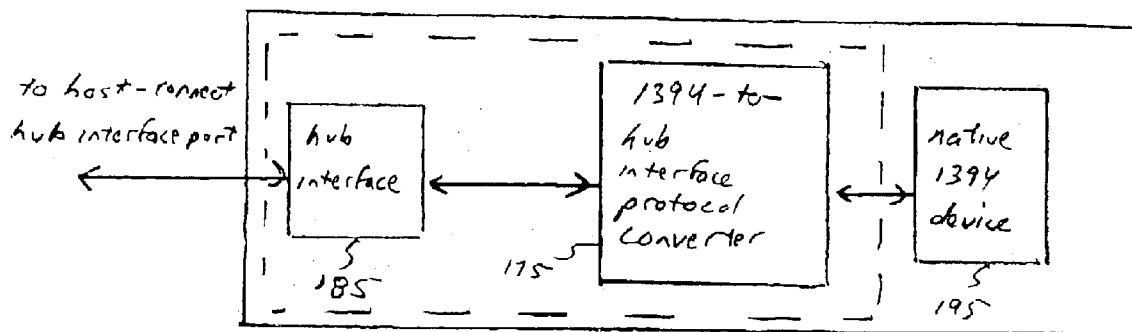 to host-connect
hub interface port
hub
interface
185
1394-to-
hub
interface
protocol
converter
175
native
1394
device
195